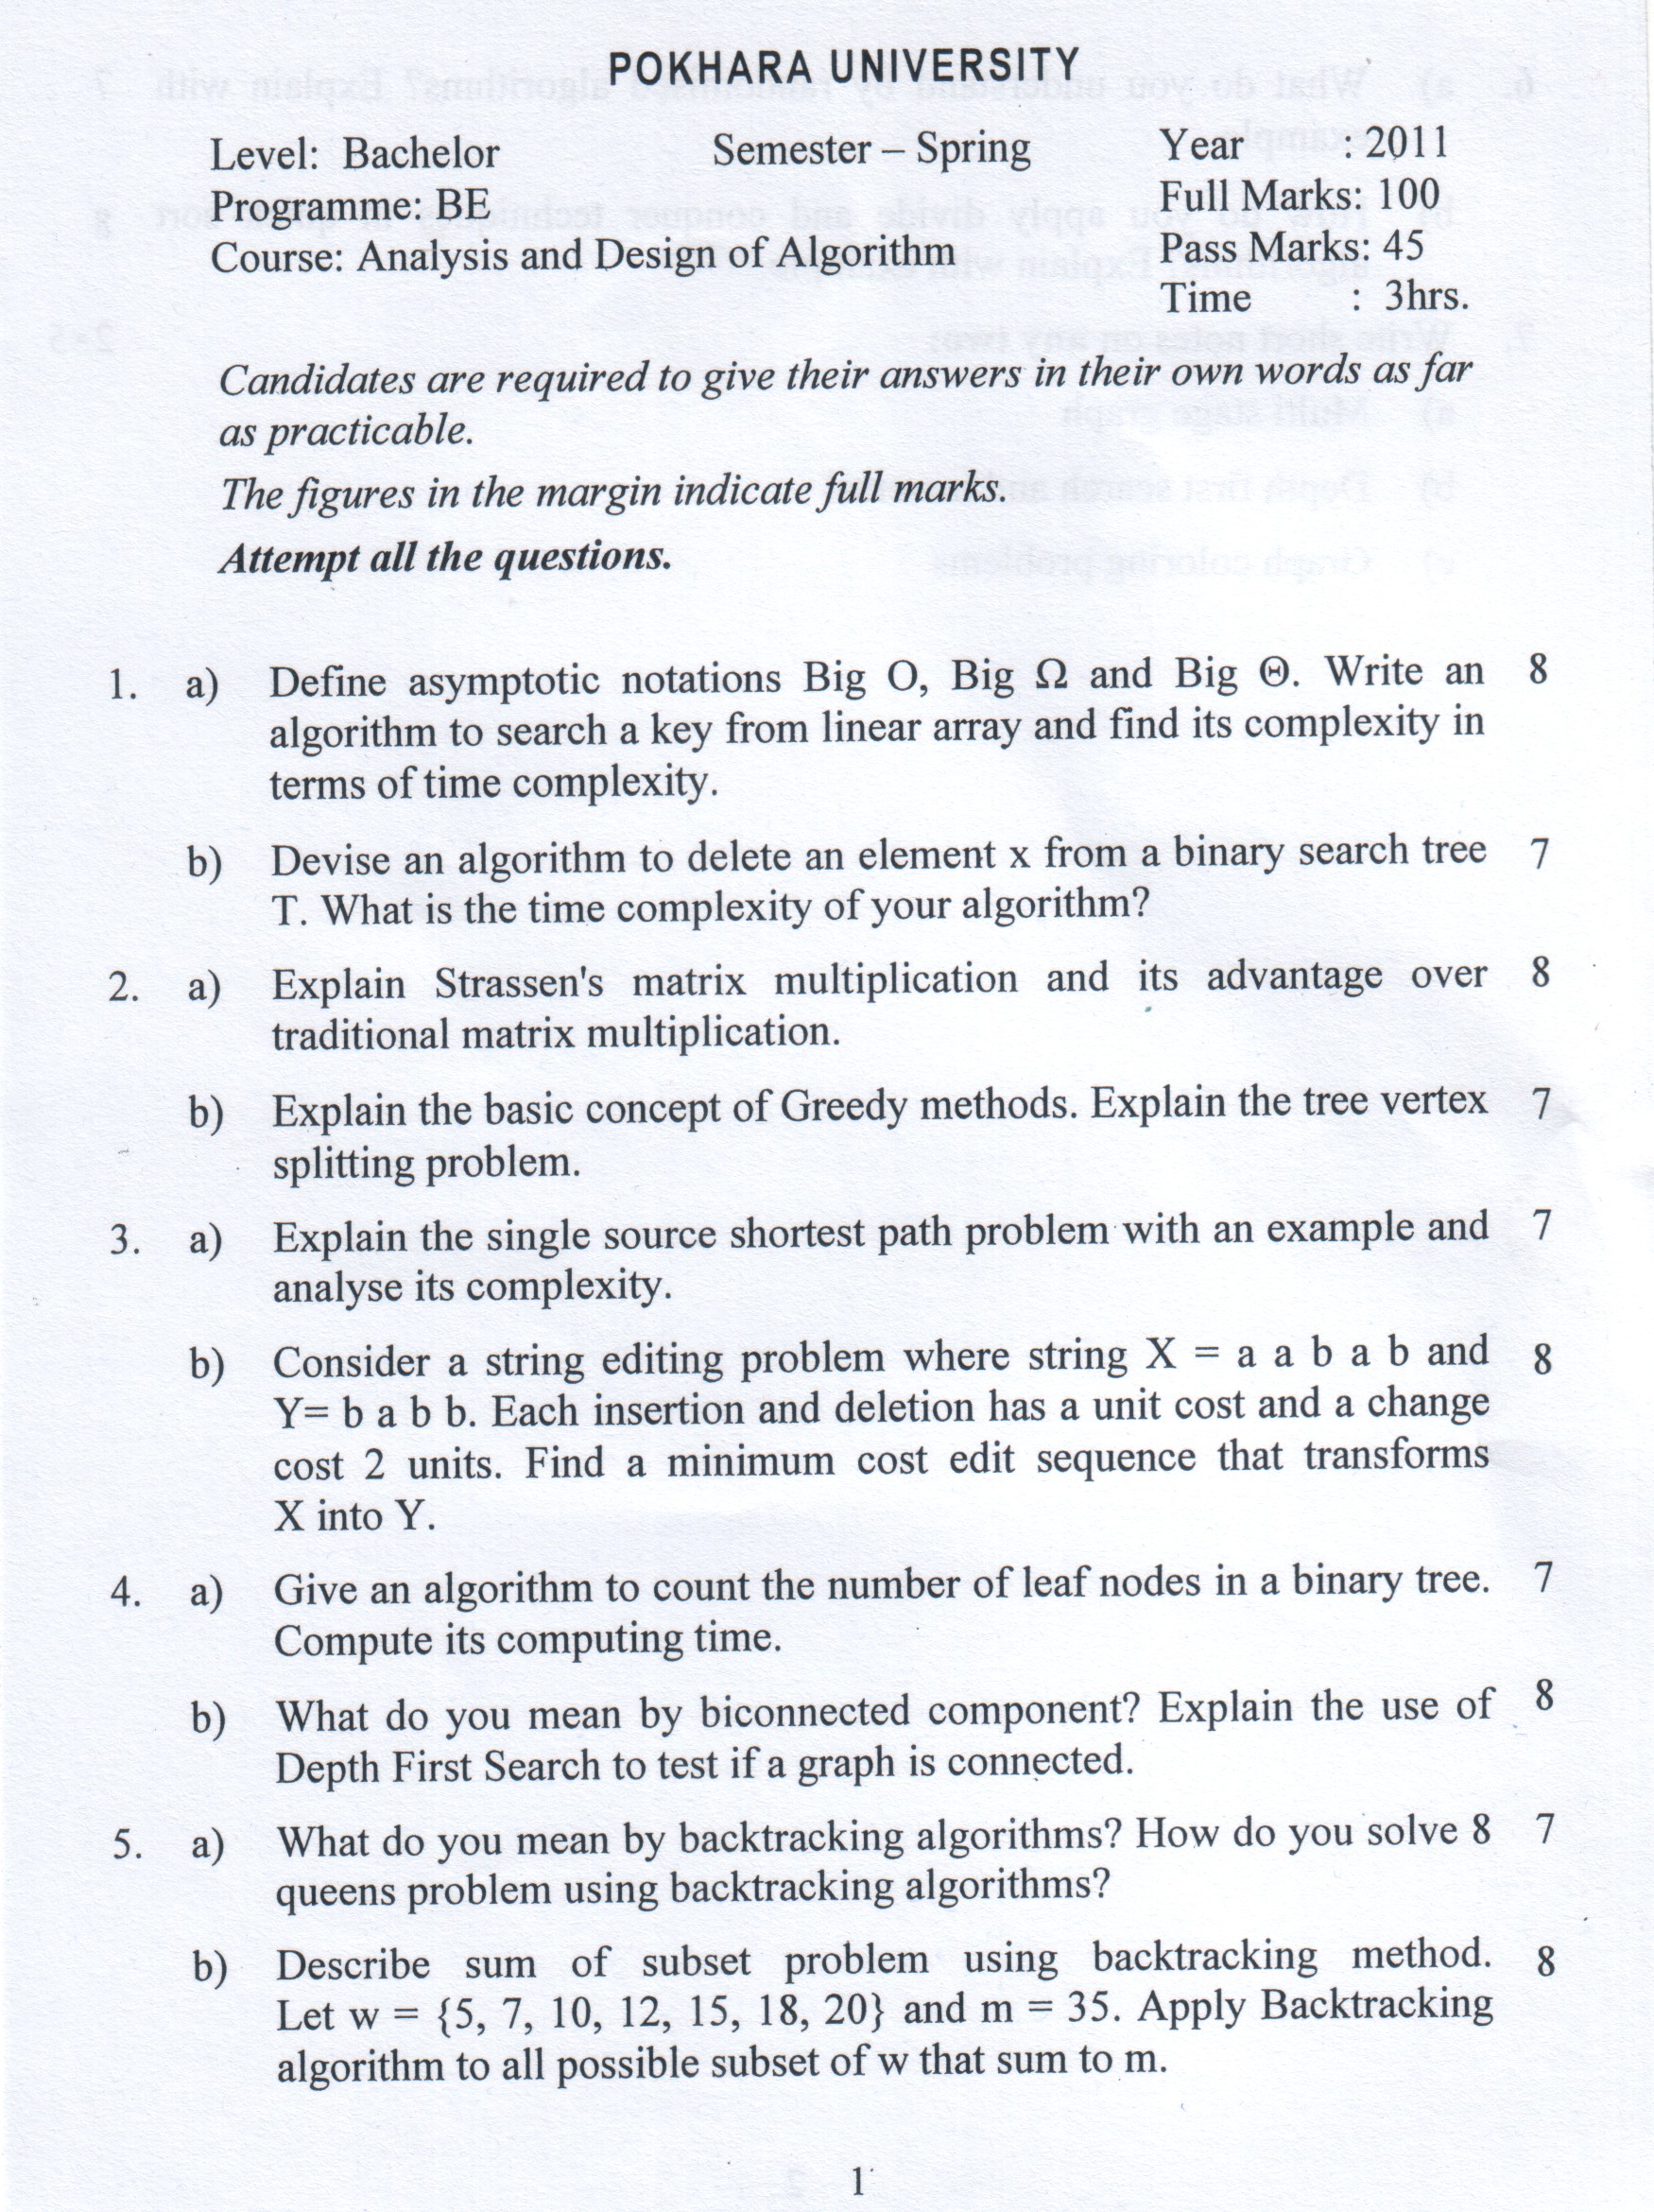 POKHARA UNIVERSITY
Level: Bachelor Semester – Spring Year : 2011
Programme: BE Full Marks: 100
Course: Analysis and Design of Algorithm Pass Marks: 45
Time : 3hrs.
Candidates are required to give their answers in their own words as far
as practicable.
The figures in the margin indicate full marks.
Attempt all the questions.
1. a) Define asymptotic notations Big O, Big Ω and Big Θ. Write an 8
algorithm to search a key from linear array and find its complexity in
terms of time complexity.
b) Devise an algorithm to delete an element x from a binary search tree 7
T. What is the time complexity of your algorithm?
2. a) Explain Strassen's matrix multiplication and its advantage over 8
traditional matrix multiplication.
b) Explain the basic concept of Greedy methods. Explain the tree vertex 7
splitting problem.
3. a) Explain the single source shortest path problem with an example and 7
analyse its complexity.
b) Consider a string editing problem where string X = a a b a b and 8
Y= b a b b. Each insertion and deletion has a unit cost and a change
cost 2 units. Find a minimum cost edit sequence that transforms
X into Y.
4. a) Give an algorithm to count the number of leaf nodes in a binary tree. 7
Compute its computing time.
b) What do you mean by biconnected component? Explain the use of 8
Depth First Search to test if a graph is connected.
5. a) What do you mean by backtracking algorithms? How do you solve 8 7
queens problem using backtracking algorithms?
b) Describe sum of subset problem using backtracking method. 8
Let w = {5, 7, 10, 12, 15, 18, 20} and m = 35. Apply Backtracking
algorithm to all possible subset of w that sum to m.
1